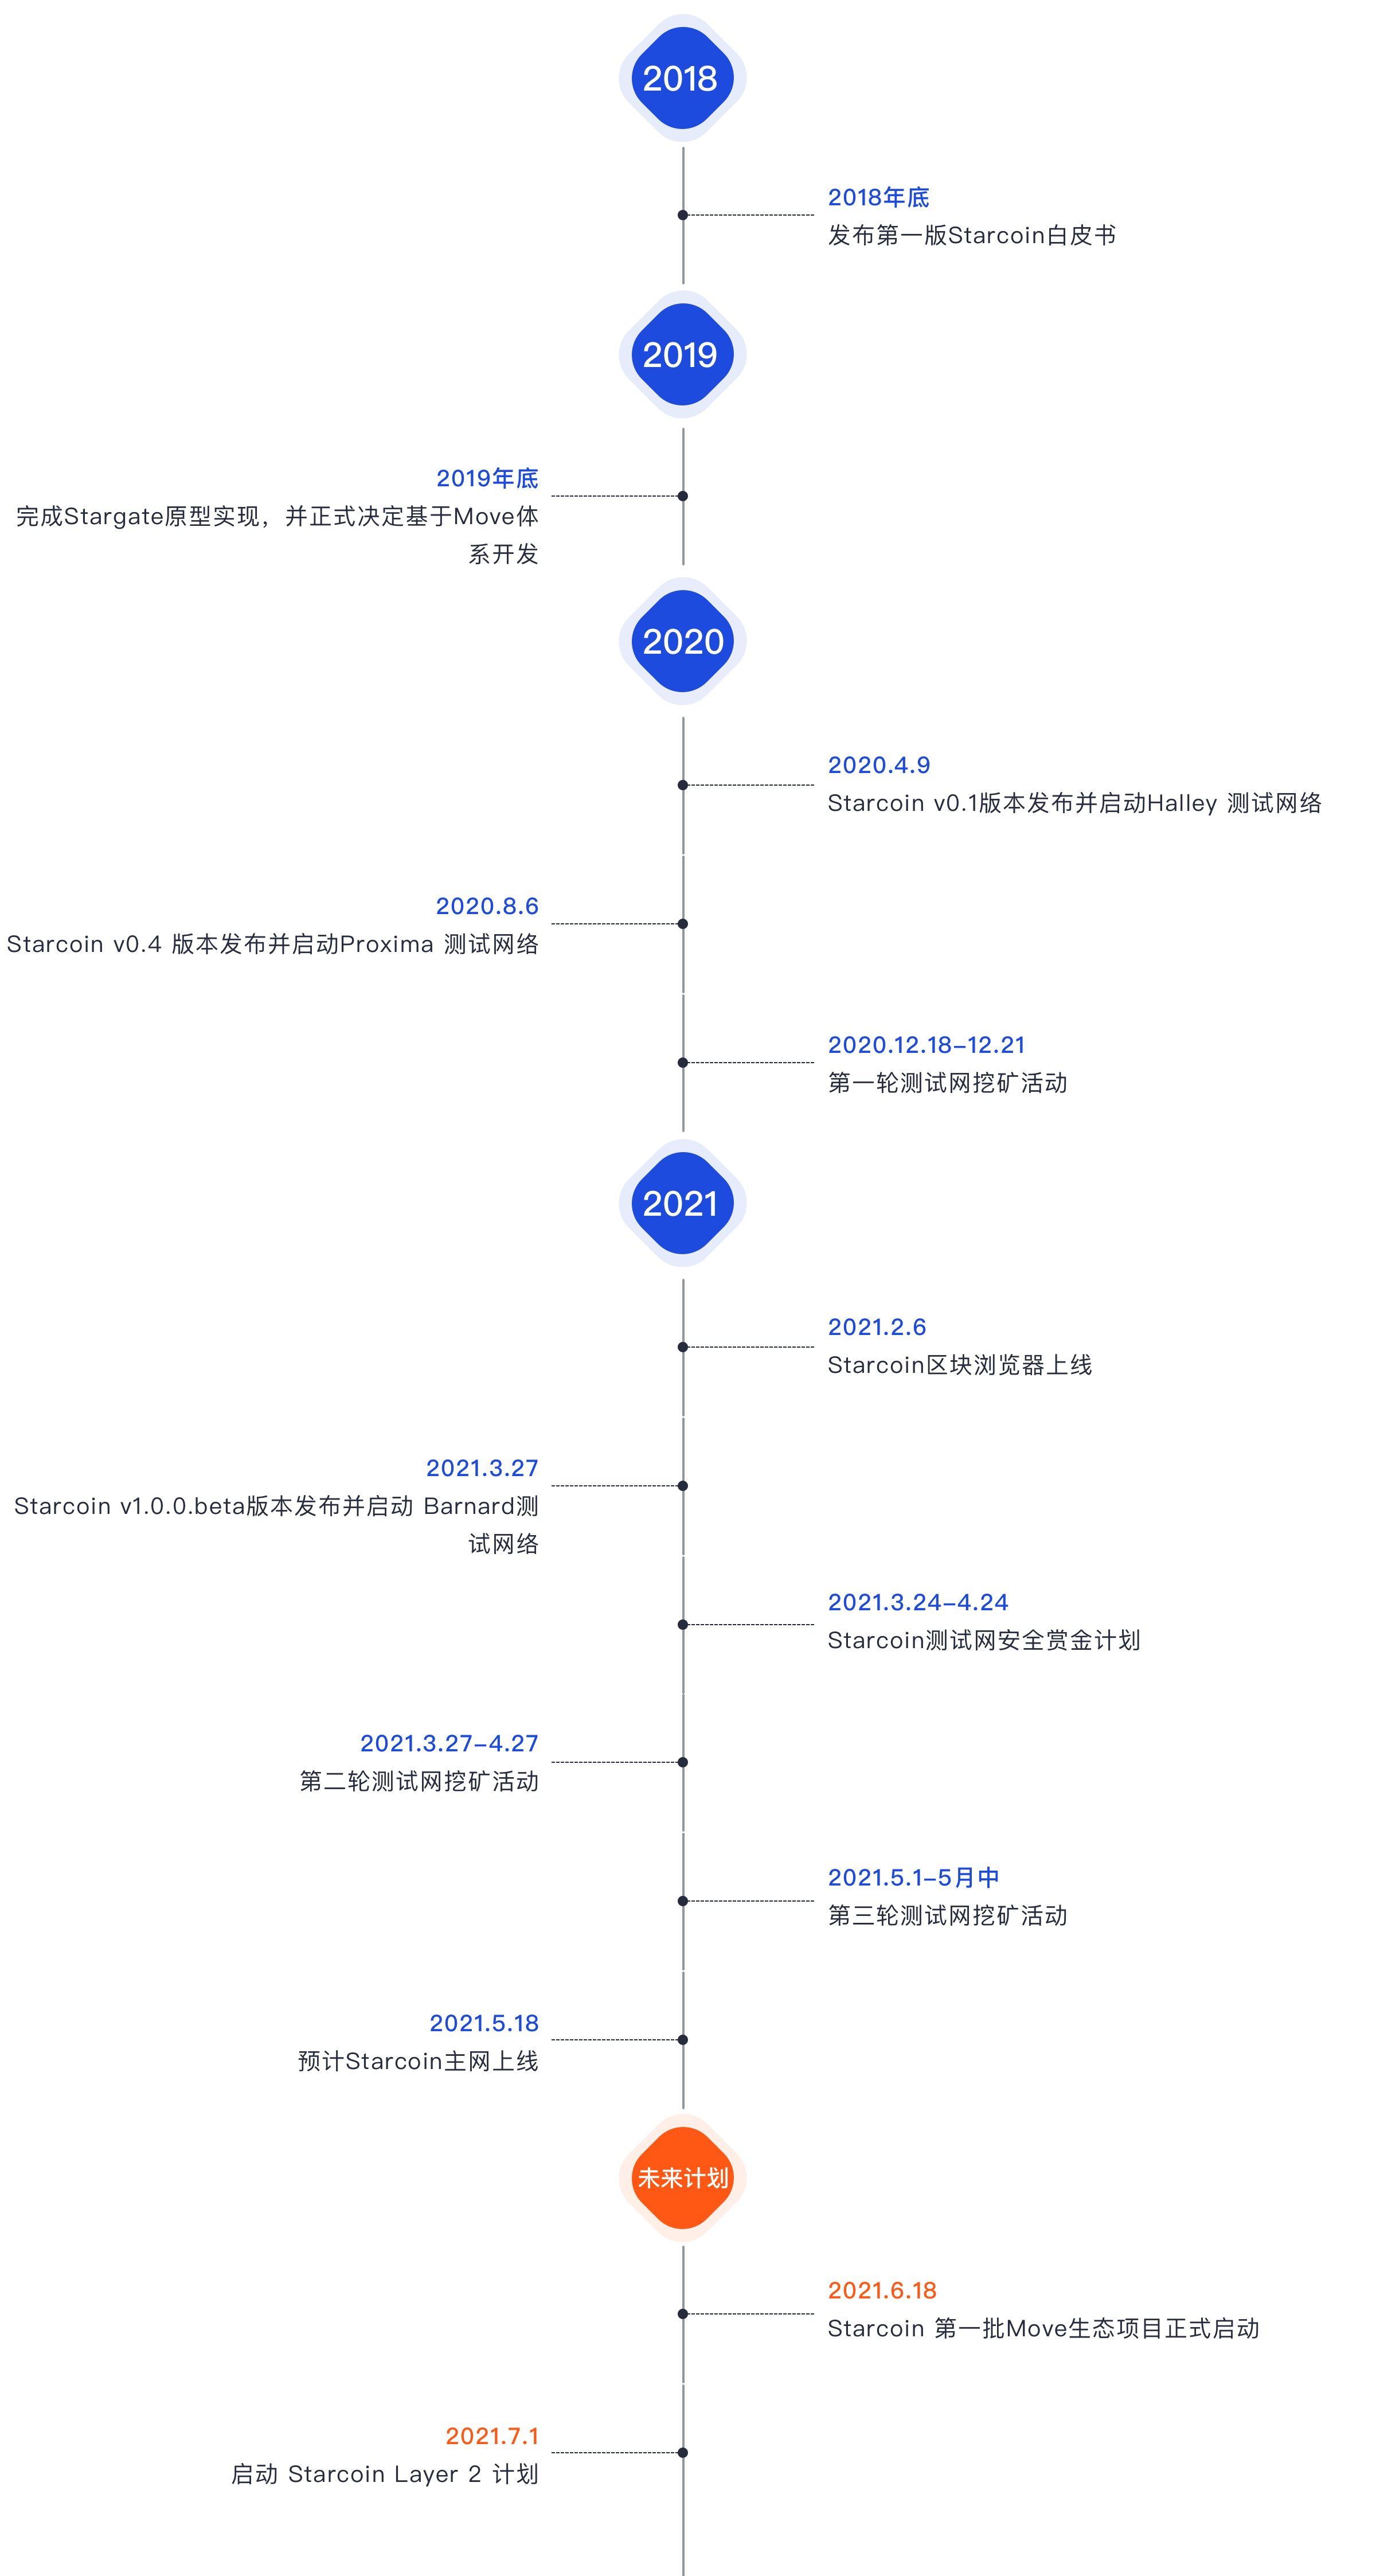 2018
2018年底
发布第一版Starcoin白皮书
2019
2019年底
完成Stargate原型实现，并正式决定基于Move体
系开发
2020
2020.4.9
Starcoin v0.1版本发布并启动Halley 测试网络
2020.8.6
Starcoin v0.4 版本发布并启动Proxima 测试网络
2020.12.18-12.21
第一轮测试网挖矿活动
2021
2021.2.6
Starcoin区块浏览器上线
2021.3.27
Starcoin v1.0.0.beta版本发布并启动 Barnard测
试网络
2021.3.24-4.24
Starcoin测试网安全赏金计划
2021.3.27-4.27
第二轮测试网挖矿活动
2021.5.1-5月中
第三轮测试网挖矿活动
2021.5.18
预计Starcoin主网上线
未来计划
2021.6.18
Starcoin 第一批Move生态项目正式启动
2021.7.1
启动 Starcoin Layer 2 计划